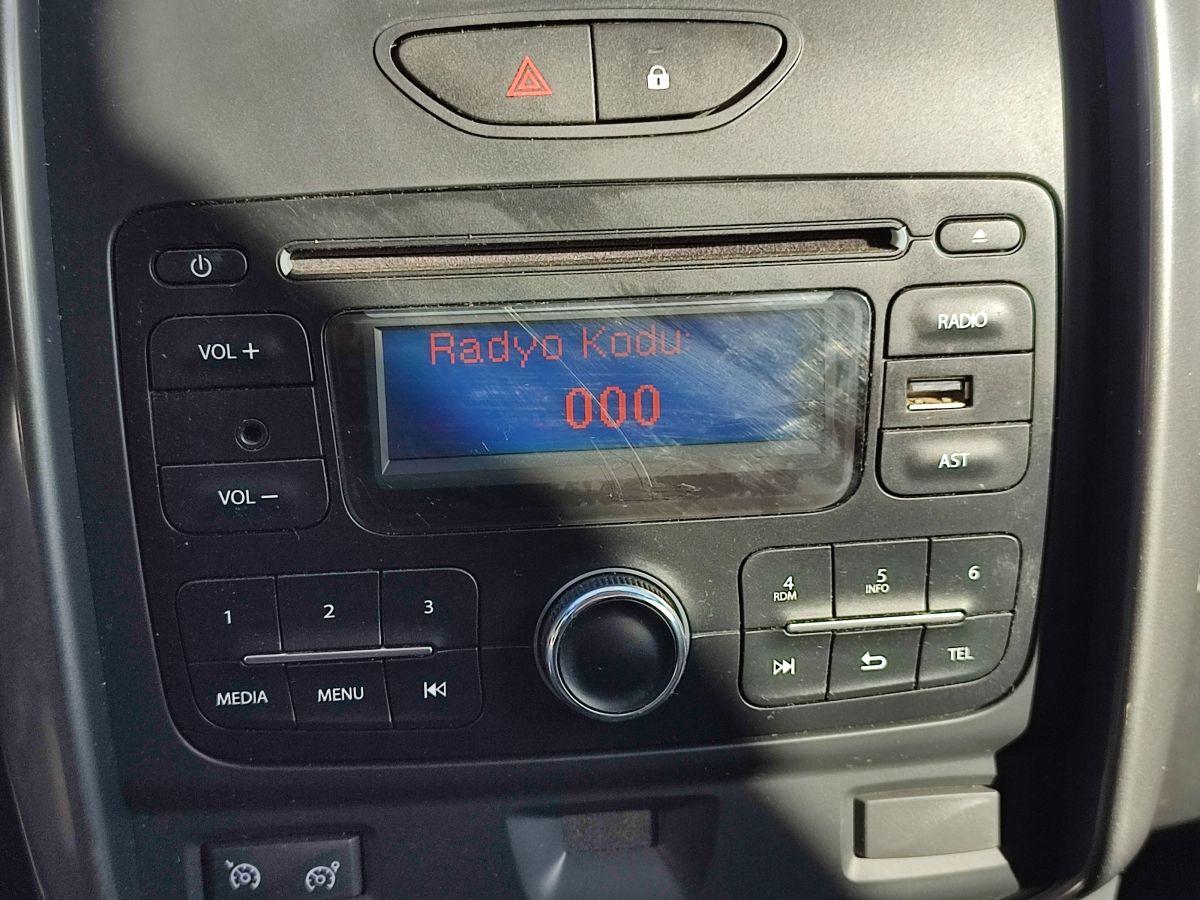 VOL +
VOL −
Radyo Kodu:
000
RADIO
AST
1
2
3
MEDIA
MENU
4
RDM
5
INFO
6
TEL